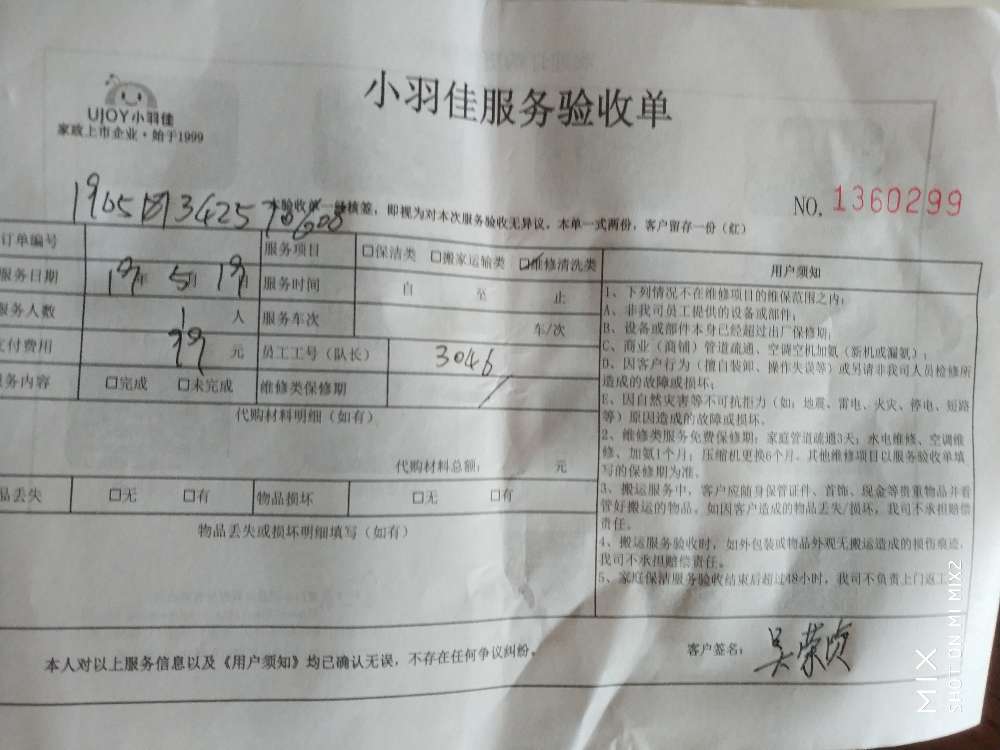 UJOY小羽佳
家政上市企业·始于1999
小羽佳服务验收单
本验收单一经核签，即视为对本次服务验收无异议，本单一式两份，客户留存一份（红）
NO. 1360299
订单编号 服务项目 □保洁类 □搬家运输类 □维修清洗类
服务日期 19年 5月 19日 服务时间 自 至 止
服务人数 1 人 服务车次 车/次
支付费用 99 元 员工工号（队长） 3046
服务内容 □完成 □未完成 维修类保修期 /
代购材料明细（如有）
代购材料总额： 元
品丢失 □无 □有 物品损坏 □无 □有
物品丢失或损坏明细填写（如有）
用户须知
1、下列情况不在维修项目的维保范围之内：
A、非我司员工提供的设备或部件；
B、设备或部件本身已经超过出厂保修期；
C、商业（商铺）管道疏通、空调空机加氨（新机或漏氨）；
D、因客户行为（擅自装卸、操作失误等）或另请非我司人员检修所
造成的故障或损坏；
E、因自然灾害等不可抗拒力（如：地震、雷电、火灾、停电、短路
等）原因造成的故障或损坏。
2、维修类服务免费保修期：家庭管道疏通3天；水电维修、空调维
修、加氨1个月；压缩机更换6个月。其他维修项目以服务验收单填
写的保修期为准。
3、搬运服务中，客户应随身保管证件、首饰、现金等贵重物品并看
管好搬运的物品。如因客户造成的物品丢失/损坏，我司不承担赔偿
责任。
4、搬运服务验收时，如外包装或物品外观无搬运造成的损伤痕迹，
我司不承担赔偿责任。
5、家庭保洁服务验收结束后超过48小时，我司不负责上门返工
本人对以上服务信息以及《用户须知》均已确认无误，不存在任何争议纠纷。
客户签名： 吴荣贞
MIX
SHOT ON MI MIX2